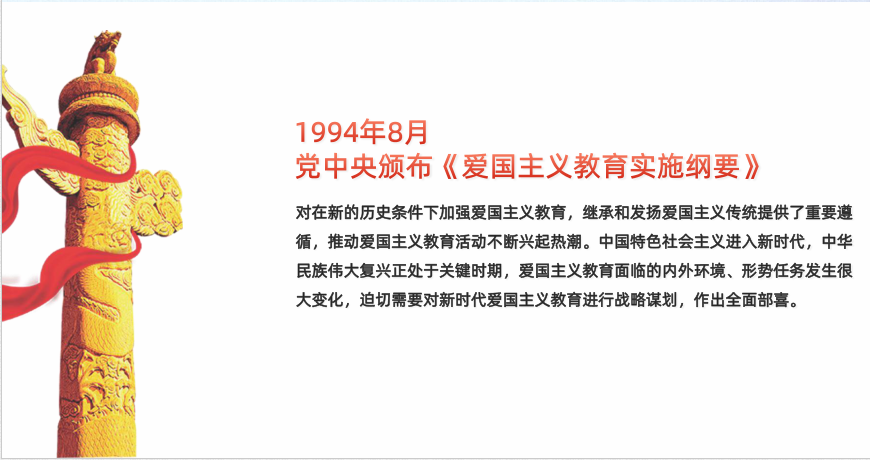 1994年8月
党中央颁布《爱国主义教育实施纲要》
对在新的历史条件下加强爱国主义教育，继承和发扬爱国主义传统提供了重要遵
循，推动爱国主义教育活动不断兴起热潮。中国特色社会主义进入新时代，中华
民族伟大复兴正处于关键时期，爱国主义教育面临的内外环境、形势任务发生很
大变化，迫切需要对新时代爱国主义教育进行战略谋划，作出全面部喜。